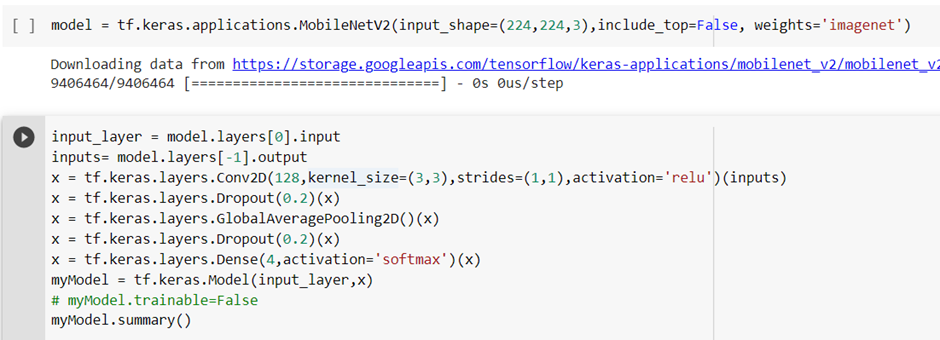 [ ] model = tf.keras.applications.MobileNetV2(input_shape=(224,224,3),include_top=False, weights='imagenet')
Downloading data from https://storage.googleapis.com/tensorflow/keras-applications/mobilenet_v2/mobilenet_v2
9406464/9406464 [==============================] - 0s 0us/step
input_layer = model.layers[0].input
inputs= model.layers[-1].output
x = tf.keras.layers.Conv2D(128,kernel_size=(3,3),strides=(1,1),activation='relu')(inputs)
x = tf.keras.layers.Dropout(0.2)(x)
x = tf.keras.layers.GlobalAveragePooling2D()(x)
x = tf.keras.layers.Dropout(0.2)(x)
x = tf.keras.layers.Dense(4,activation='softmax')(x)
myModel = tf.keras.Model(input_layer,x)
# myModel.trainable=False
myModel.summary()